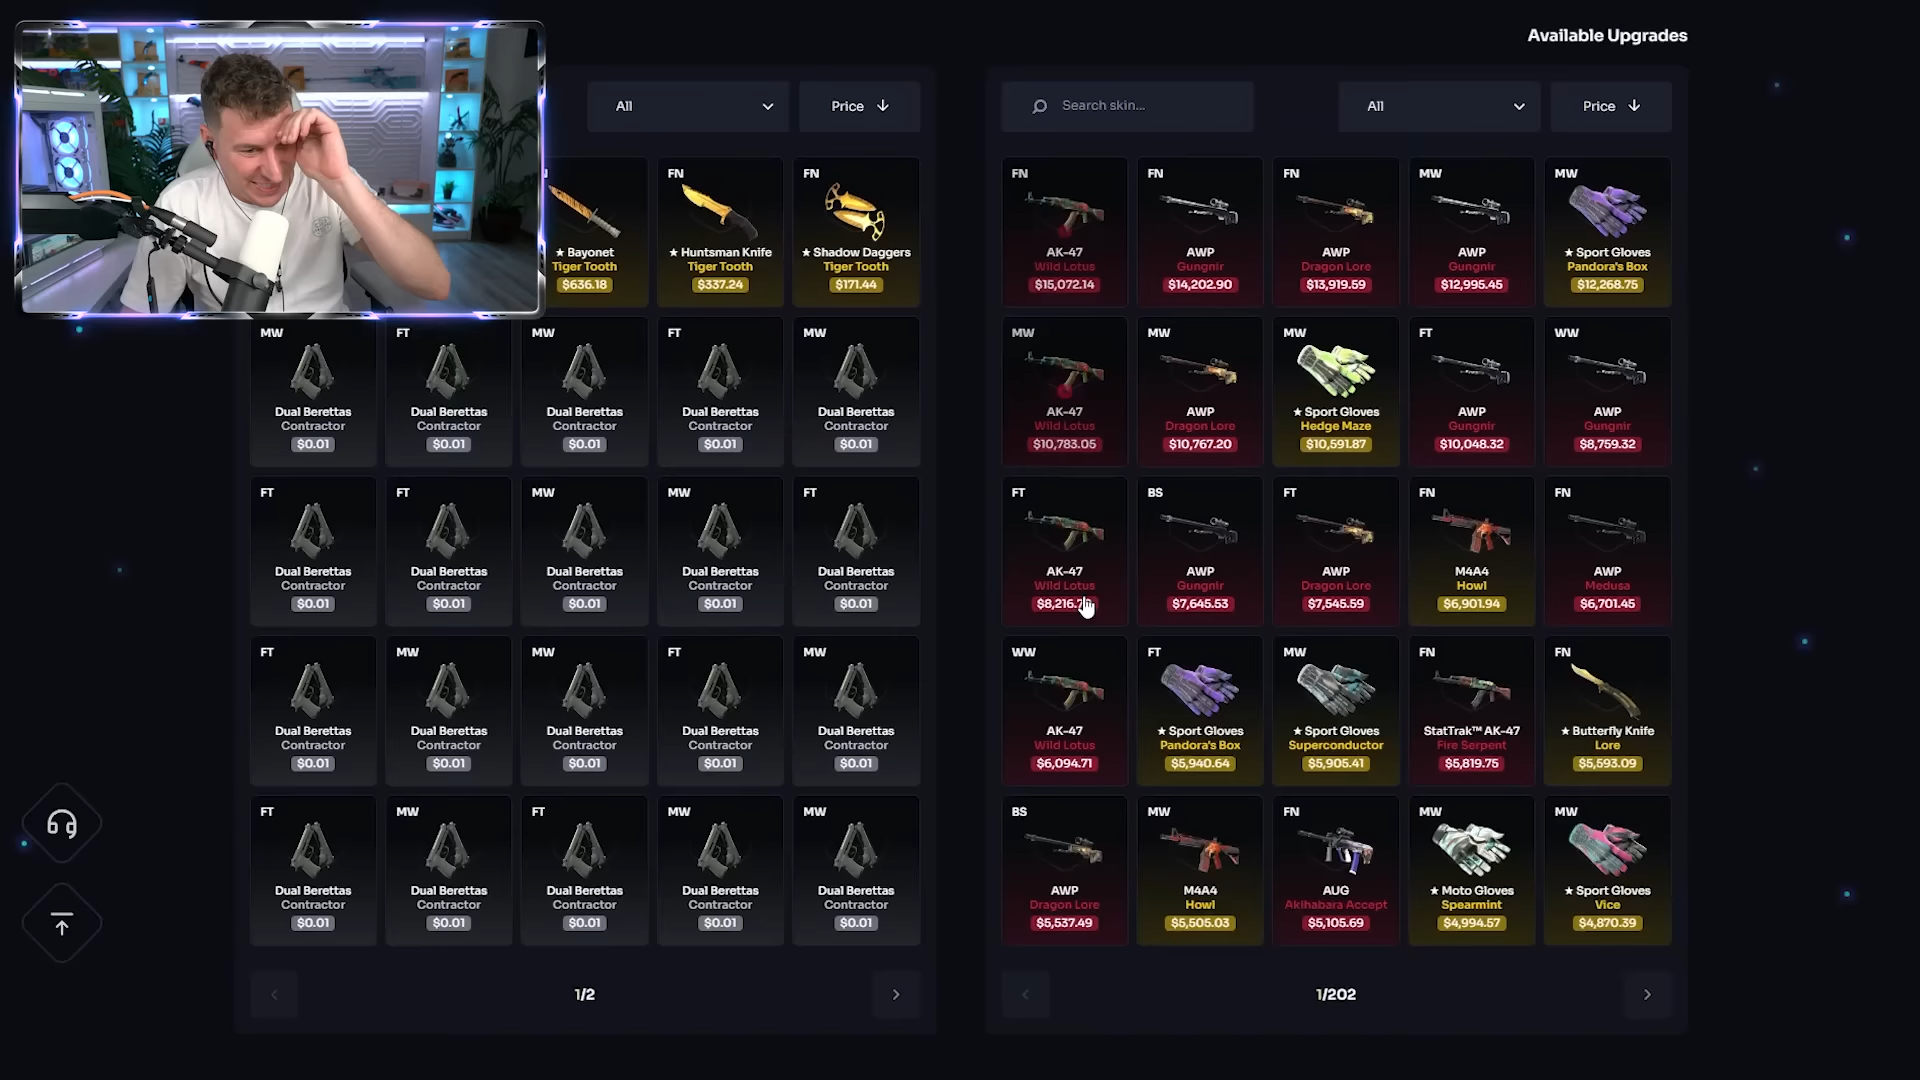 Available Upgrades
All
Price
Search skin...
All
Price
★ Bayonet
Tiger Tooth
$636.18
FN
★ Huntsman Knife
Tiger Tooth
$337.24
FN
★ Shadow Daggers
Tiger Tooth
$171.44
MW
Dual Berettas
Contractor
$0.01
FT
Dual Berettas
Contractor
$0.01
MW
Dual Berettas
Contractor
$0.01
FT
Dual Berettas
Contractor
$0.01
MW
Dual Berettas
Contractor
$0.01
FT
Dual Berettas
Contractor
$0.01
FT
Dual Berettas
Contractor
$0.01
MW
Dual Berettas
Contractor
$0.01
MW
Dual Berettas
Contractor
$0.01
FT
Dual Berettas
Contractor
$0.01
FT
Dual Berettas
Contractor
$0.01
MW
Dual Berettas
Contractor
$0.01
MW
Dual Berettas
Contractor
$0.01
FT
Dual Berettas
Contractor
$0.01
MW
Dual Berettas
Contractor
$0.01
FT
Dual Berettas
Contractor
$0.01
MW
Dual Berettas
Contractor
$0.01
FT
Dual Berettas
Contractor
$0.01
MW
Dual Berettas
Contractor
$0.01
MW
Dual Berettas
Contractor
$0.01
1/2
FN
AK-47
Wild Lotus
$15,072.14
FN
AWP
Gungnir
$14,202.90
FN
AWP
Dragon Lore
$13,919.59
MW
AWP
Gungnir
$12,995.45
MW
★ Sport Gloves
Pandora's Box
$12,268.75
MW
AK-47
Wild Lotus
$10,783.05
MW
AWP
Dragon Lore
$10,767.20
MW
★ Sport Gloves
Hedge Maze
$10,591.87
FT
AWP
Gungnir
$10,048.32
WW
AWP
Gungnir
$8,759.32
FT
AK-47
Wild Lotus
$8,216.
BS
AWP
Gungnir
$7,645.53
FT
AWP
Dragon Lore
$7,545.59
FN
M4A4
Howl
$6,901.94
FN
AWP
Medusa
$6,701.45
WW
AK-47
Wild Lotus
$6,094.71
FT
★ Sport Gloves
Pandora's Box
$5,940.64
MW
★ Sport Gloves
Superconductor
$5,905.41
FN
StatTrak™ AK-47
Fire Serpent
$5,819.75
FN
★ Butterfly Knife
Lore
$5,593.09
BS
AWP
Dragon Lore
$5,537.49
MW
M4A4
Howl
$5,505.03
FN
AUG
Akihabara Accept
$5,105.69
MW
★ Moto Gloves
Spearmint
$4,994.57
MW
★ Sport Gloves
Vice
$4,870.39
1/202